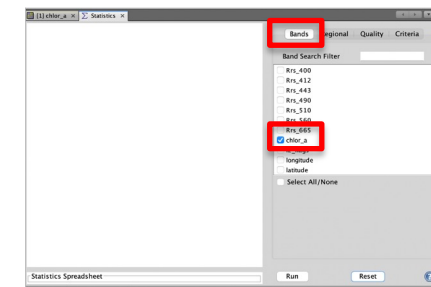 [1] chlor_a × Σ Statistics ×
Bands Regional Quality Criteria
Band Search Filter
Rrs_400
Rrs_412
Rrs_443
Rrs_490
Rrs_510
Rrs_560
Rrs_665
chlor_a
longitude
latitude
Select All/None
Statistics Spreadsheet
Run Reset